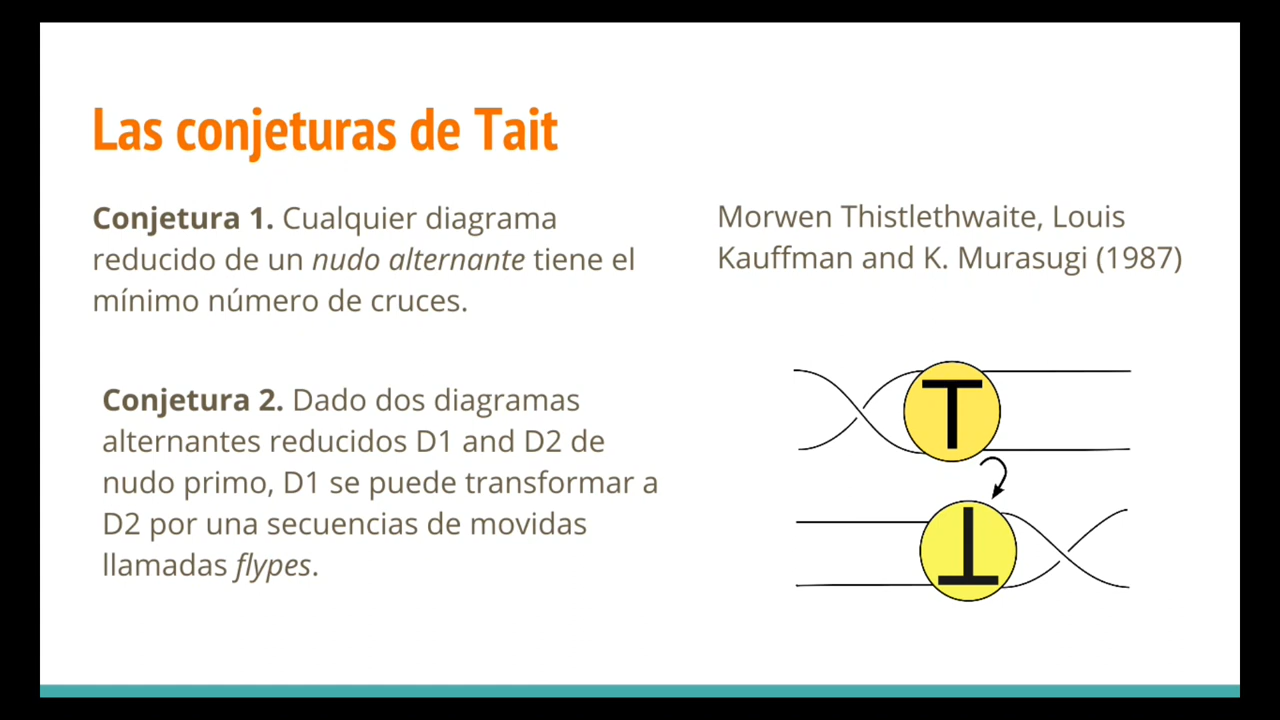 Las conjeturas de Tait
Conjetura 1. Cualquier diagrama
reducido de un nudo alternante tiene el
mínimo número de cruces.
Morwen Thistlethwaite, Louis
Kauffman and K. Murasugi (1987)
Conjetura 2. Dado dos diagramas
alternantes reducidos D1 and D2 de
nudo primo, D1 se puede transformar a
D2 por una secuencias de movidas
llamadas flypes.
T
T